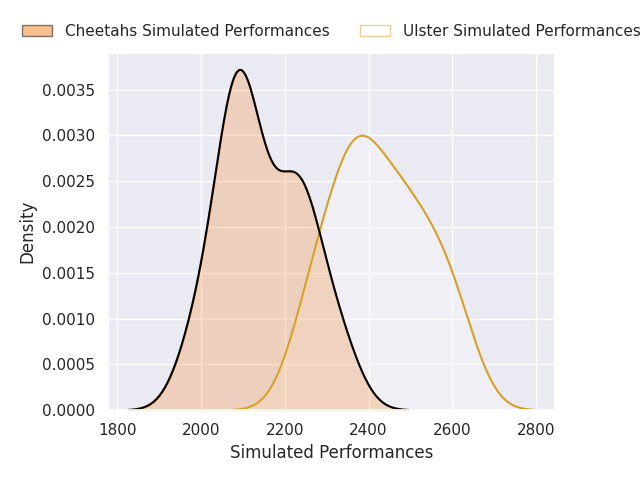 Cheetahs Simulated Performances
Ulster Simulated Performances
Density
0.0035
0.0030
0.0025
0.0020
0.0015
0.0010
0.0005
0.0000
1800 2000 2200 2400 2600 2800
Simulated Performances